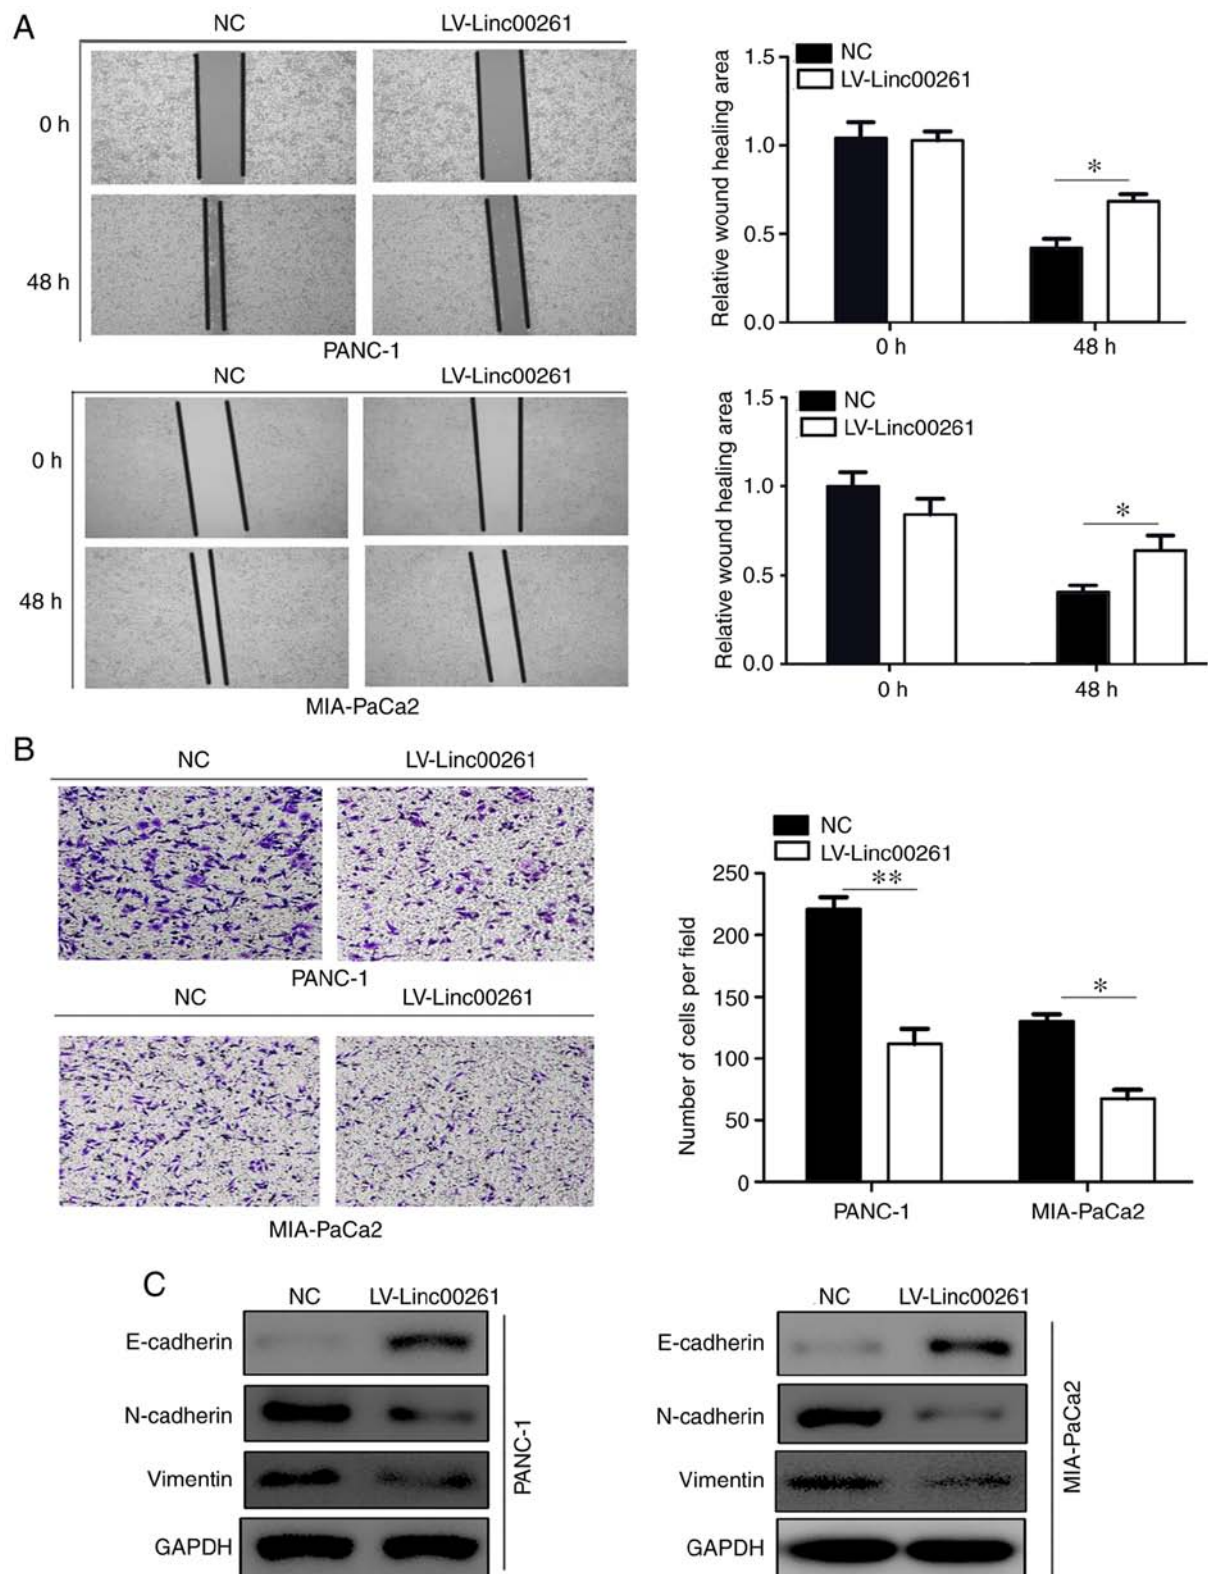 A
NC LV-Linc00261
0 h
48 h
PANC-1
NC
LV-Linc00261
Relative wound healing area
1.5
1.0
0.5
0.0
0 h 48 h
*
NC LV-Linc00261
0 h
48 h
MIA-PaCa2
NC
LV-Linc00261
Relative wound healing area
1.5
1.0
0.5
0.0
0 h 48 h
*
B
NC LV-Linc00261
PANC-1
NC LV-Linc00261
MIA-PaCa2
NC
LV-Linc00261
Number of cells per field
250
200
150
100
50
0
PANC-1 MIA-PaCa2
**
*
C
NC LV-Linc00261
E-cadherin
N-cadherin
Vimentin
GAPDH
PANC-1
NC LV-Linc00261
E-cadherin
N-cadherin
Vimentin
GAPDH
MIA-PaCa2